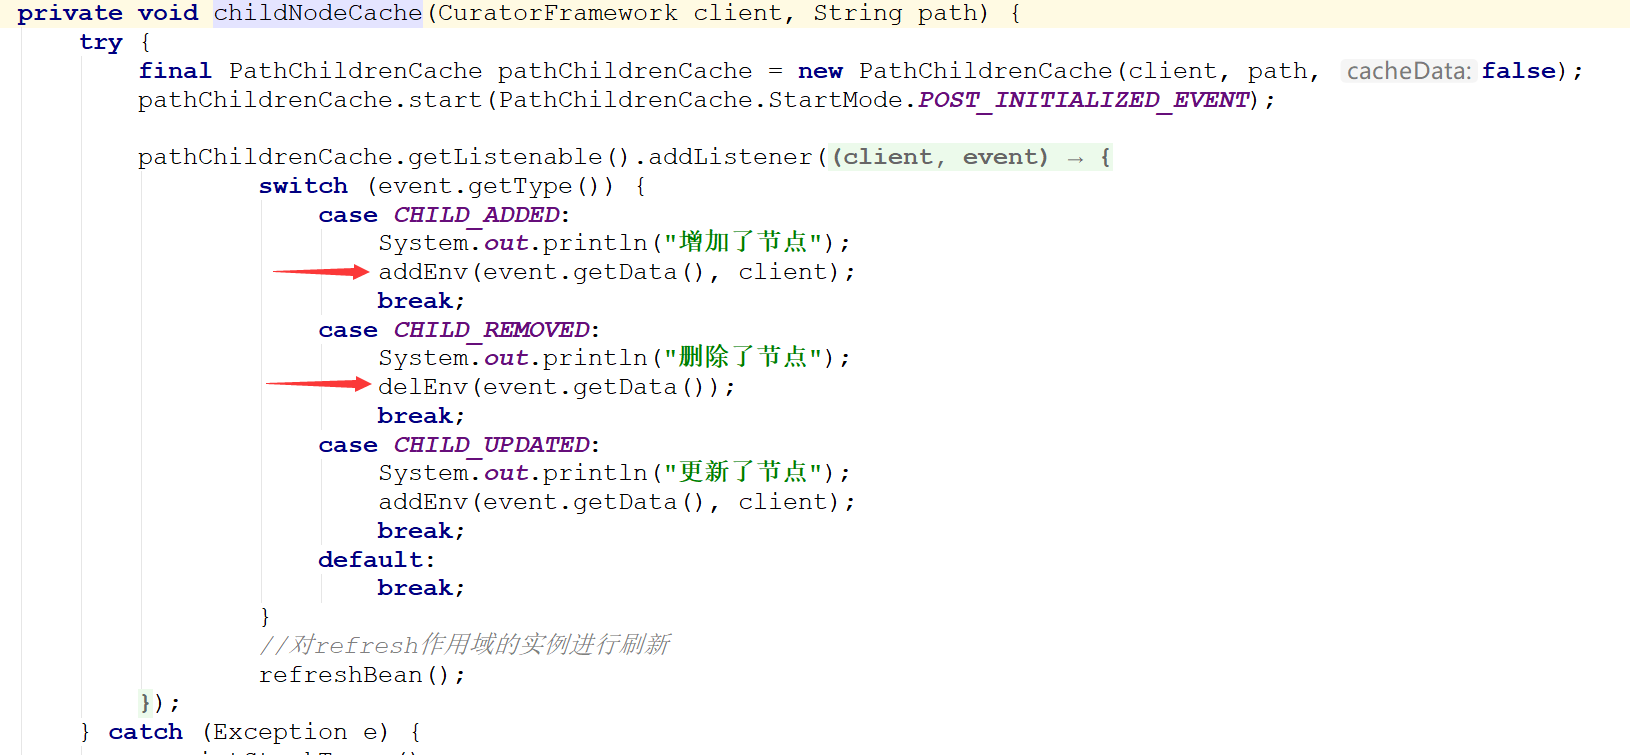 private void childNodeCache(CuratorFramework client, String path) {
try {
final PathChildrenCache pathChildrenCache = new PathChildrenCache(client, path, cacheData: false);
pathChildrenCache.start(PathChildrenCache.StartMode.POST_INITIALIZED_EVENT);
pathChildrenCache.getListenable().addListener((client, event) → {
switch (event.getType()) {
case CHILD_ADDED:
System.out.println("增加了节点");
addEnv(event.getData(), client);
break;
case CHILD_REMOVED:
System.out.println("删除了节点");
delEnv(event.getData());
break;
case CHILD_UPDATED:
System.out.println("更新了节点");
addEnv(event.getData(), client);
break;
default:
break;
}
//对refresh作用域的实例进行刷新
refreshBean();
});
} catch (Exception e) {